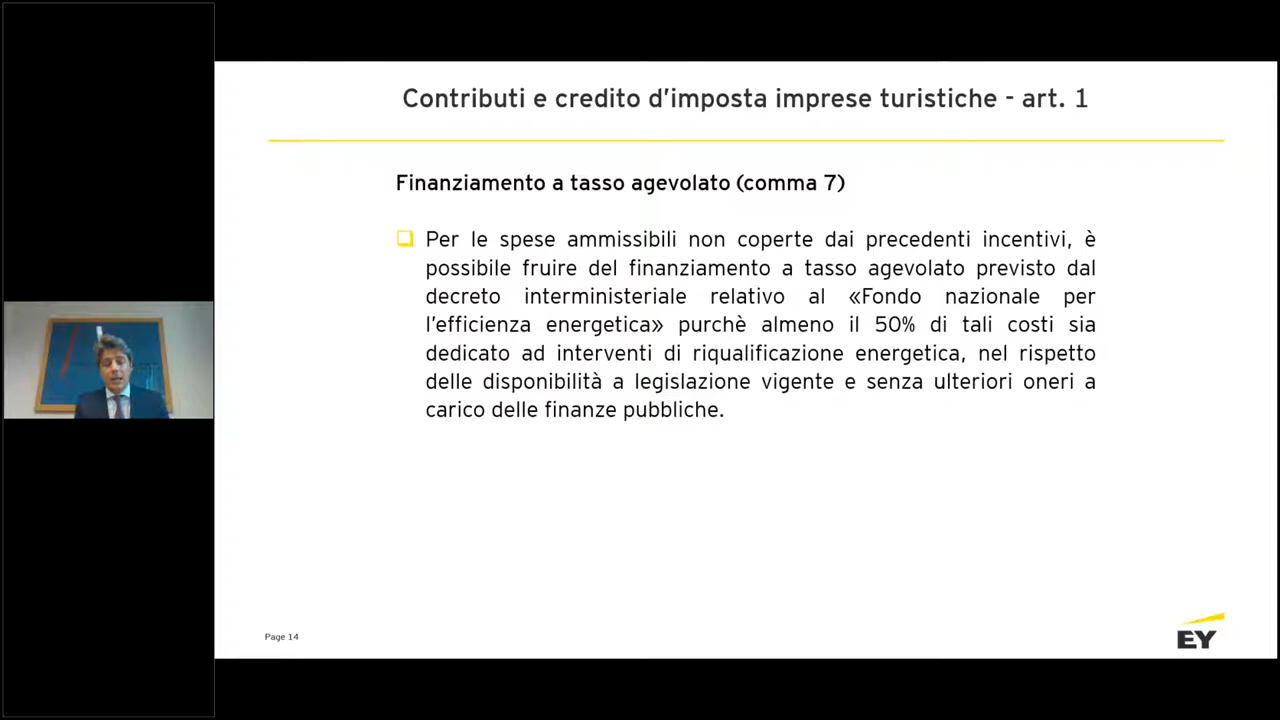 Contributi e credito d'imposta imprese turistiche - art. 1
Finanziamento a tasso agevolato (comma 7)
Per le spese ammissibili non coperte dai precedenti incentivi, è
possibile fruire del finanziamento a tasso agevolato previsto dal
decreto interministeriale relativo al «Fondo nazionale per
l'efficienza energetica» purchè almeno il 50% di tali costi sia
dedicato ad interventi di riqualificazione energetica, nel rispetto
delle disponibilità a legislazione vigente e senza ulteriori oneri a
carico delle finanze pubbliche.
Page 14
EY